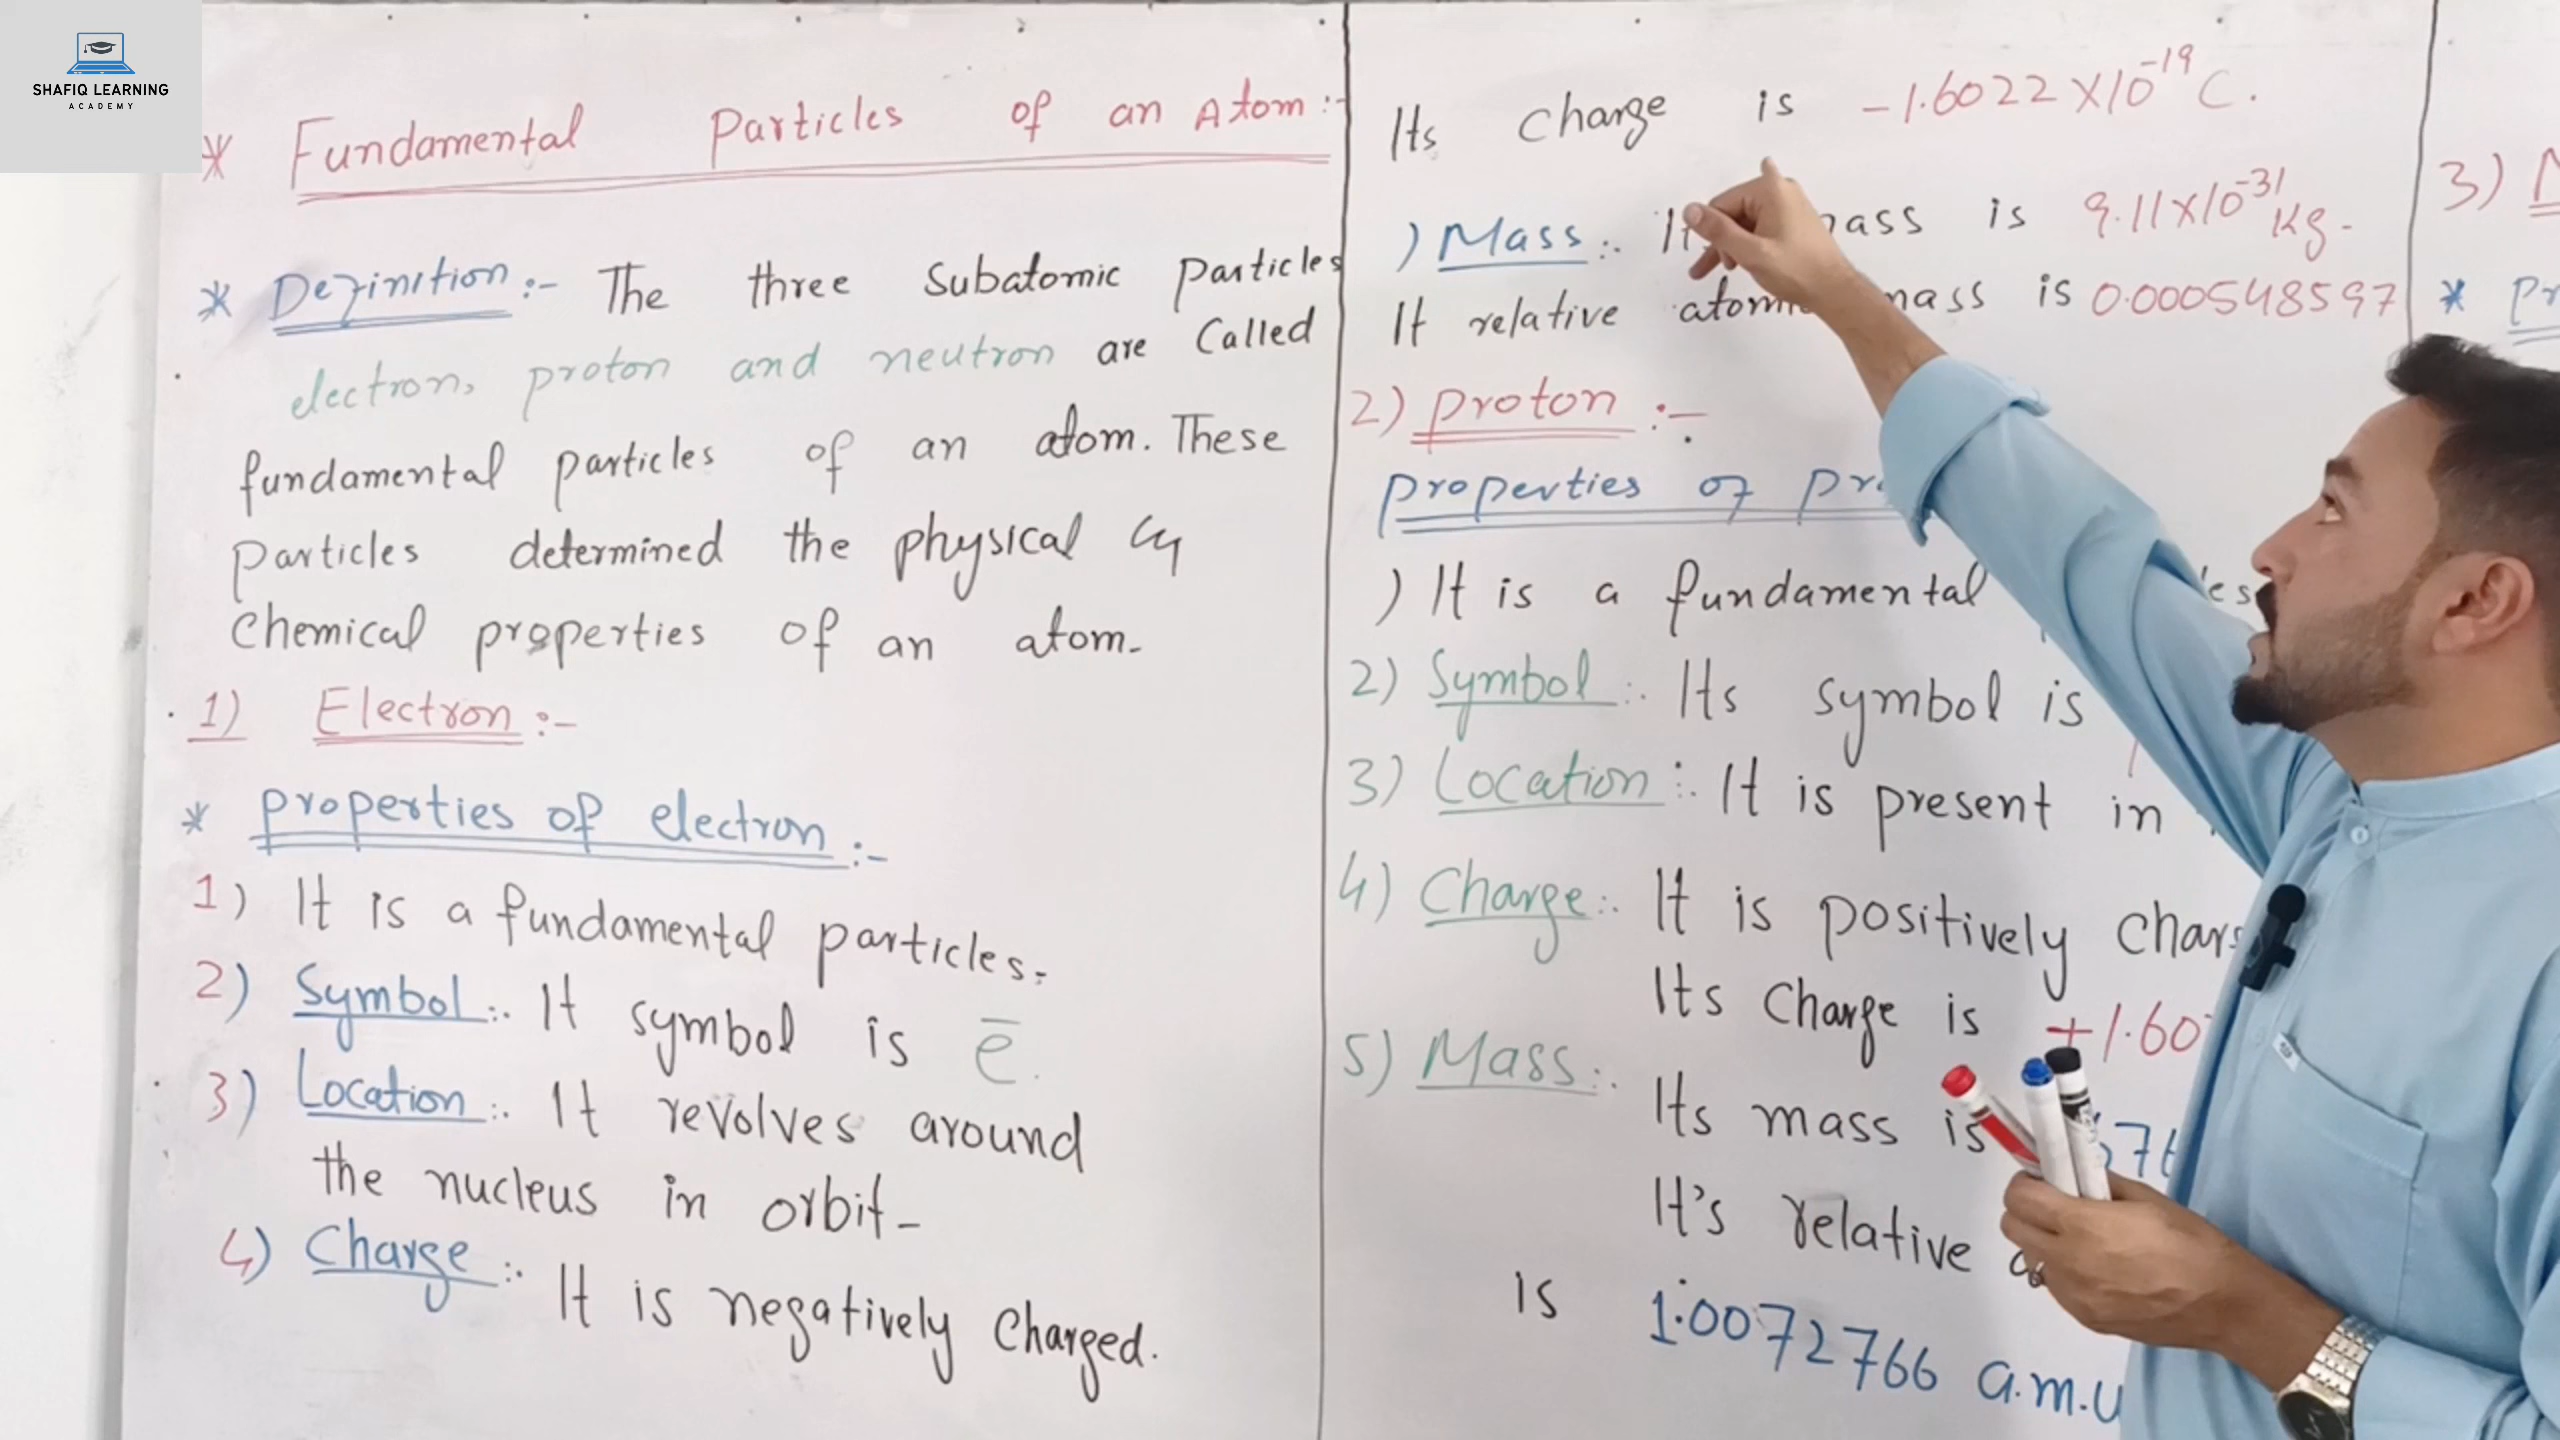 SHAFIQ LEARNING
ACADEMY
* Fundamental Particles of an Atom:-
* Definition:- The three Subatomic Particles
electron, proton and neutron are Called
fundamental particles of an atom. These
Particles determined the physical
Chemical properties of an atom.
1) Electron:-
* properties of electron:-
1) It is a fundamental particles.
2) Symbol:. It symbol is e̅.
3) Location:. It revolves around
the nucleus in orbit-
4) Charge:. It is negatively Charged.
Its Charge is -1.6022 X10⁻¹⁹ C.
) Mass:. is 9.11X10⁻³¹ Kg.
It relative mass is 0.000548597
2) proton:-
properties of
) It is a fundamental
2) Symbol:. Its symbol is
3) Location:. It is present in
4) Charge:. It is positively
Its Charge is +1.60
5) Mass:. Its mass is
It's relative
is 1.0072766 a.m.u
3)
*